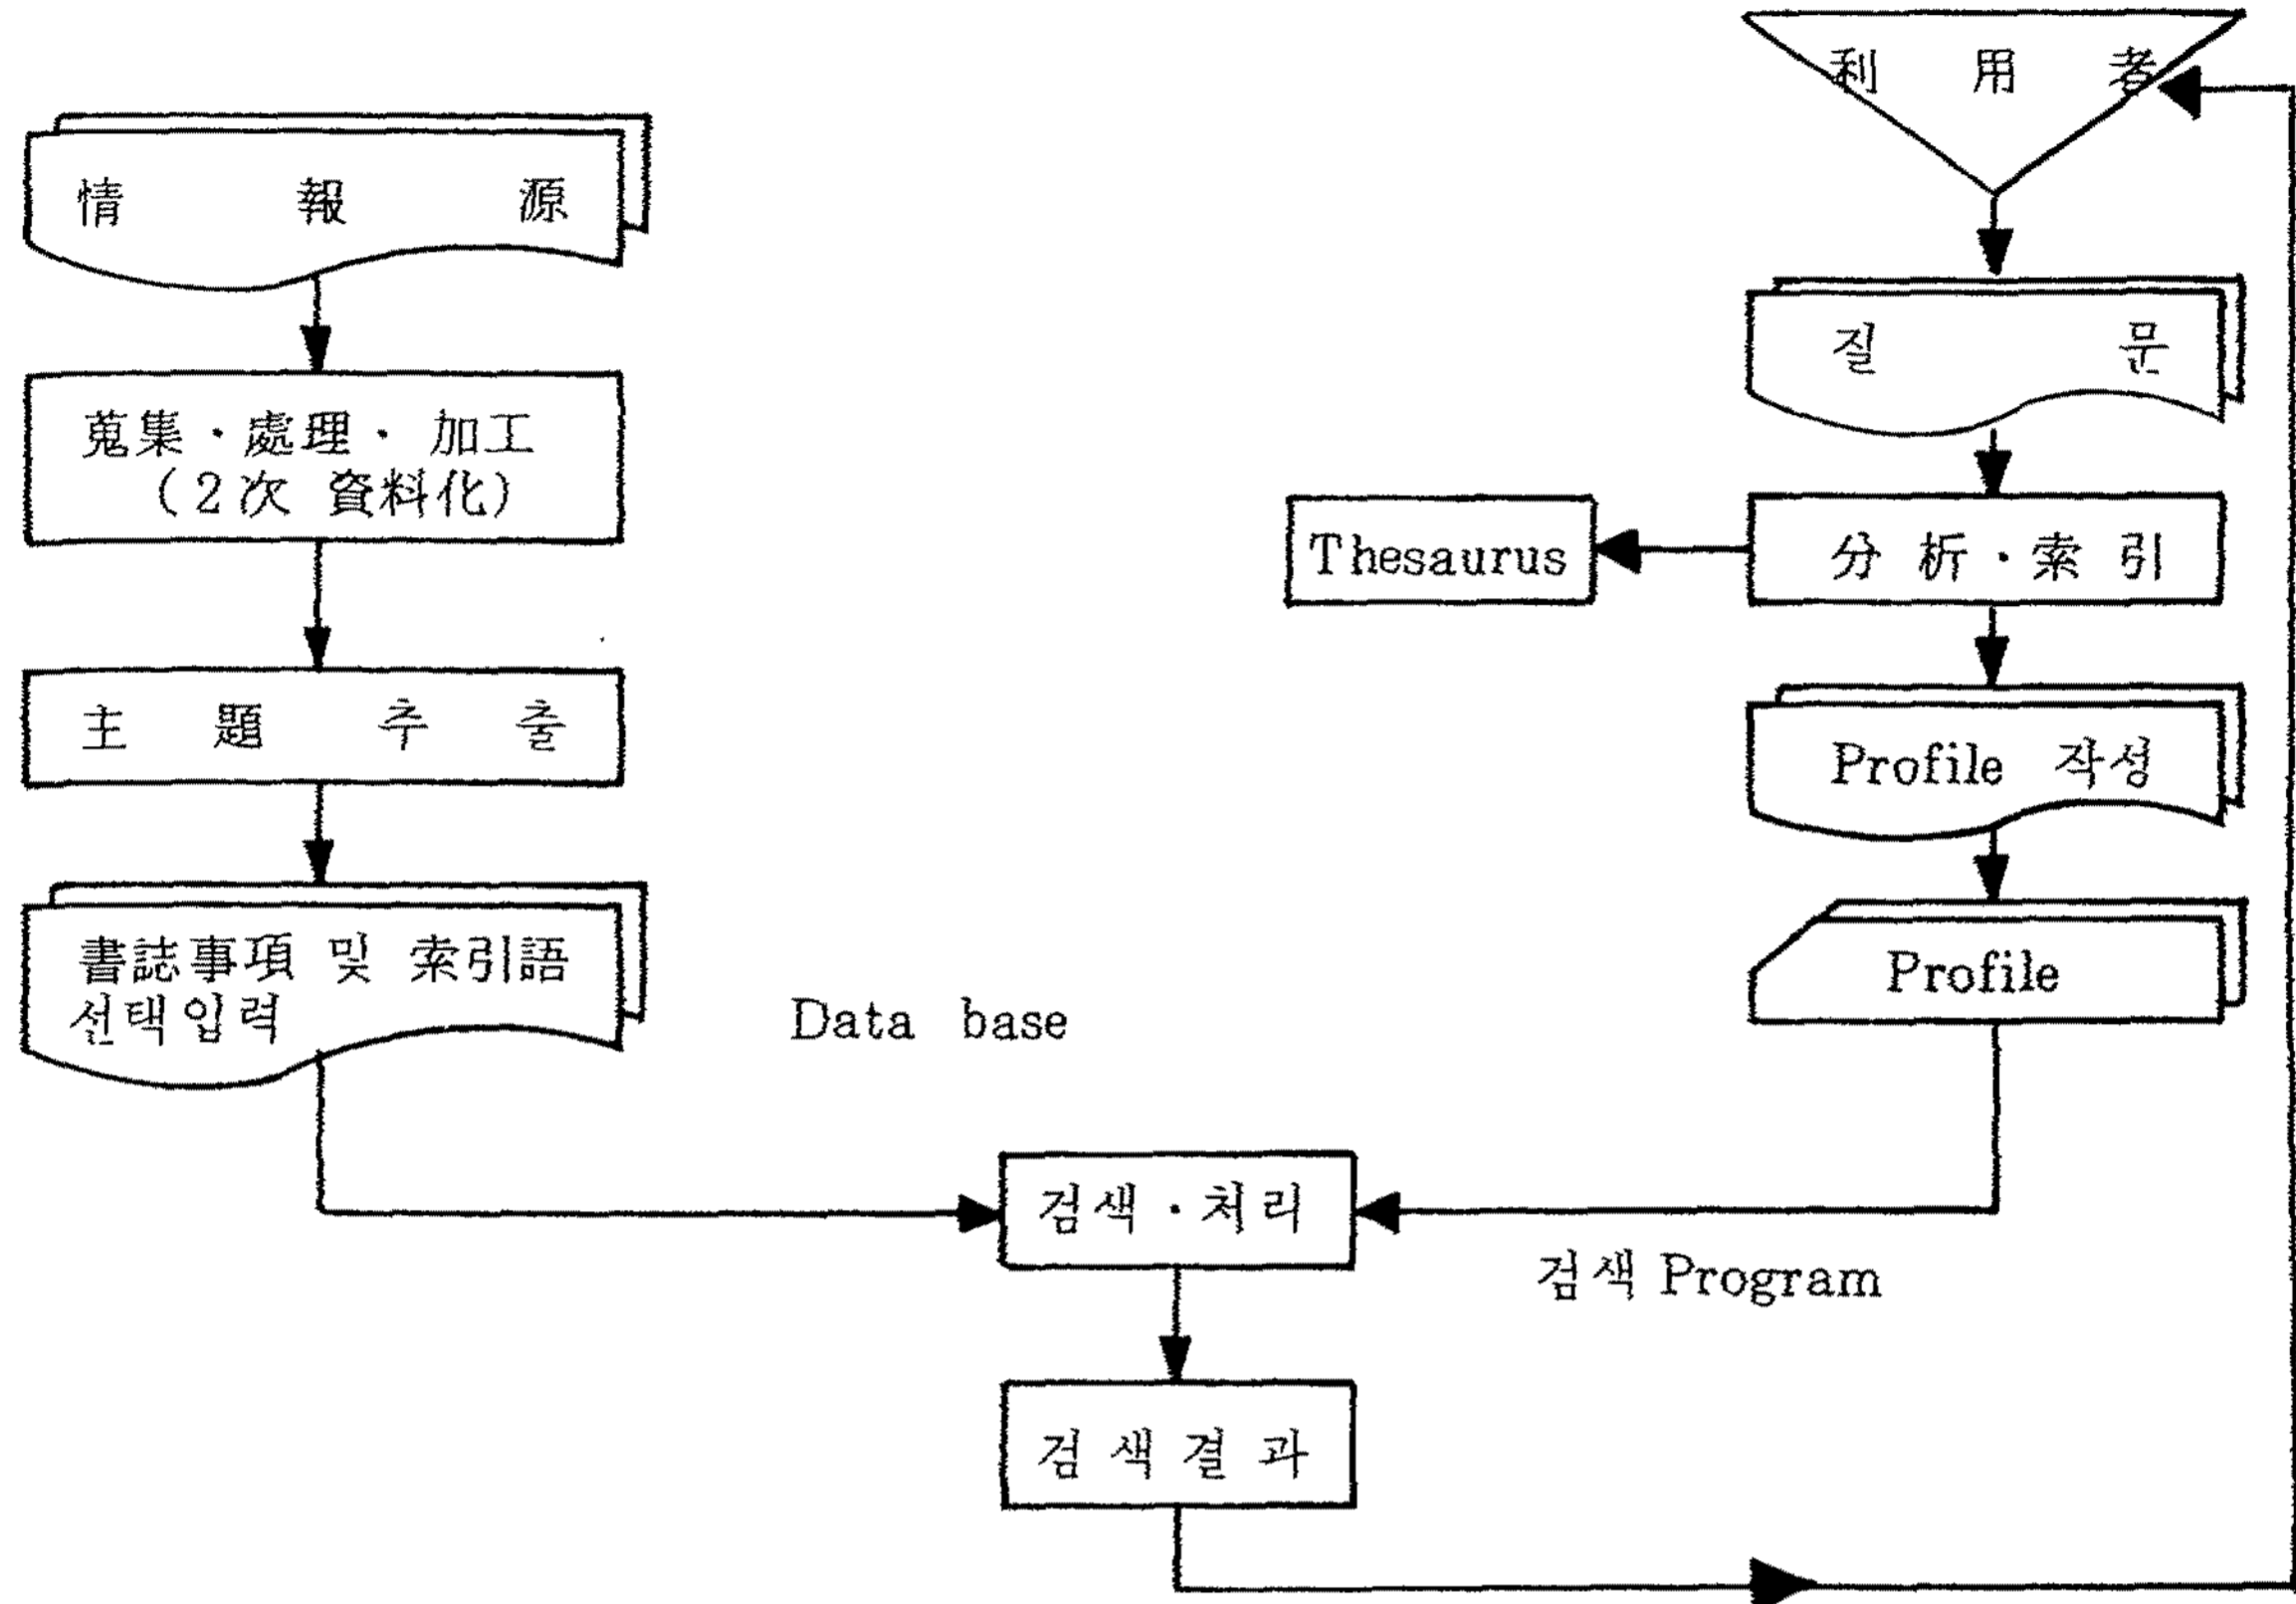 情 報 源
蒐集・處理・加工
(2次 資料化)
主 題 추 출
書誌事項 및 索引語
선택입력
Data base
利 用 者
질 문
Thesaurus
分 析・索 引
Profile 작성
Profile
검색・처리
검색 Program
검 색 결 과